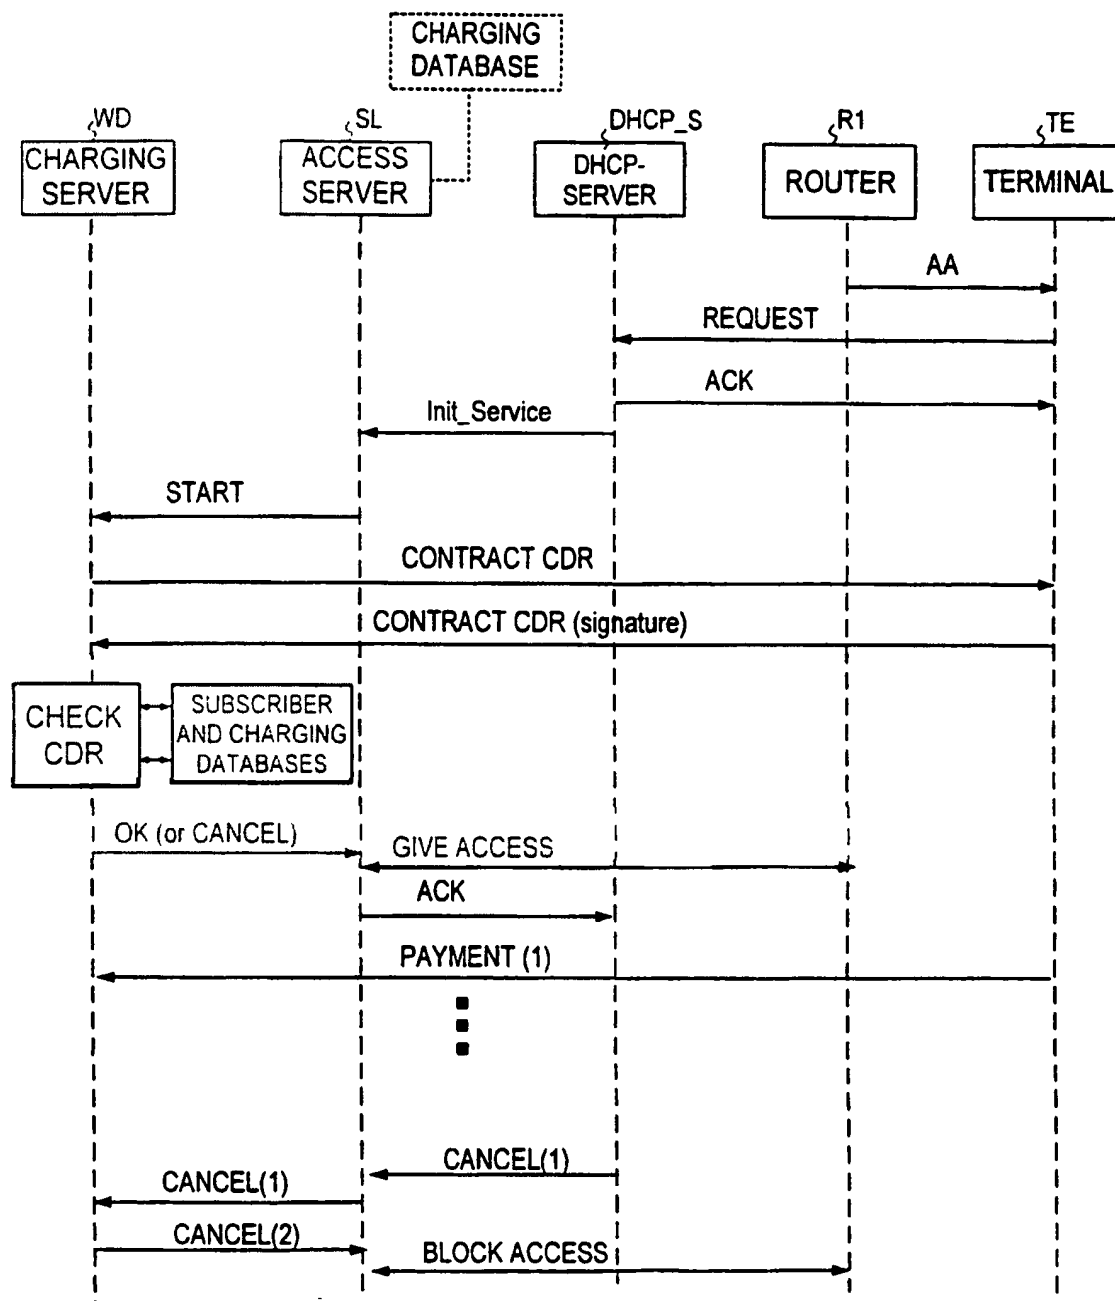 CHARGING
DATABASE
WD
SL
DHCP_S
R1
TE
CHARGING
SERVER
ACCESS
SERVER
DHCP-
SERVER
ROUTER
TERMINAL
AA
REQUEST
ACK
Init_Service
START
CONTRACT CDR
CONTRACT CDR (signature)
CHECK
CDR
SUBSCRIBER
AND CHARGING
DATABASES
OK (or CANCEL)
GIVE ACCESS
ACK
PAYMENT (1)
CANCEL(1)
CANCEL(1)
CANCEL(2)
BLOCK ACCESS